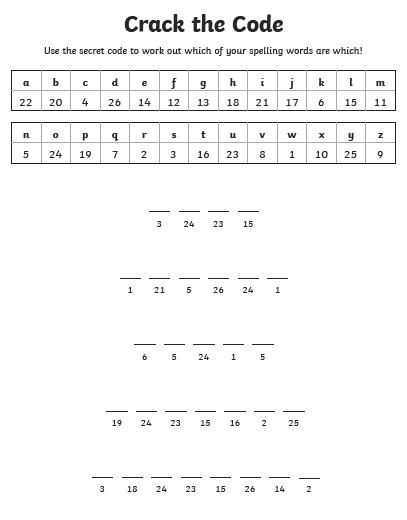 Crack the Code
Use the secret code to work out which of your spelling words are which!
a b c d e f g h i j k l m
22 20 4 26 14 12 13 18 21 17 6 15 11
n o p q r s t u v w x y z
5 24 19 7 2 3 16 23 8 1 10 25 9
3 24 23 15
1 21 5 26 24 1
6 5 24 1 5
19 24 23 15 16 2 25
3 18 24 23 15 26 14 2